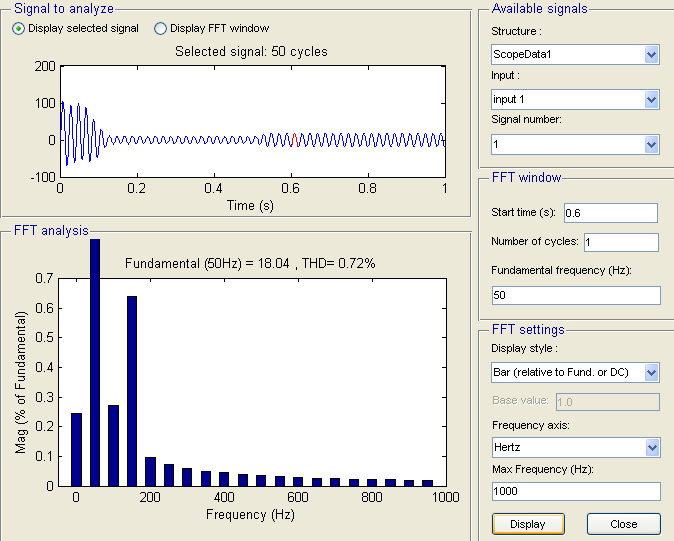 Signal to analyze
Display selected signal
Display FFT window
Selected signal: 50 cycles
200
100
0
-100
0
0.2
0.4
0.6
0.8
1
Time (s)
FFT analysis
Fundamental (50Hz) = 18.04 , THD= 0.72%
0.7
0.6
0.5
0.4
0.3
0.2
0.1
0
Mag (% of Fundamental)
0
200
400
600
800
1000
Frequency (Hz)
Available signals
Structure :
ScopeData1
Input :
input 1
Signal number:
1
FFT window
Start time (s):
0.6
Number of cycles:
1
Fundamental frequency (Hz):
50
FFT settings
Display style :
Bar (relative to Fund. or DC)
Base value:
1.0
Frequency axis:
Hertz
Max Frequency (Hz):
1000
Display
Close